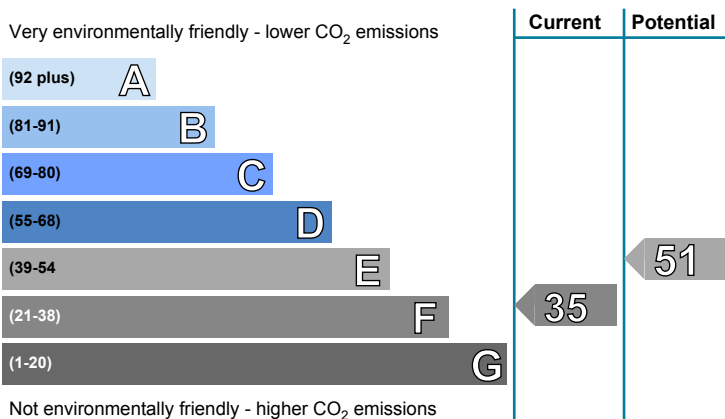 Very environmentally friendly - lower CO2 emissions
Current
Potential
(92 plus) A
(81-91) B
(69-80) C
(55-68) D
(39-54 E
51
(21-38) F
35
(1-20) G
Not environmentally friendly - higher CO2 emissions